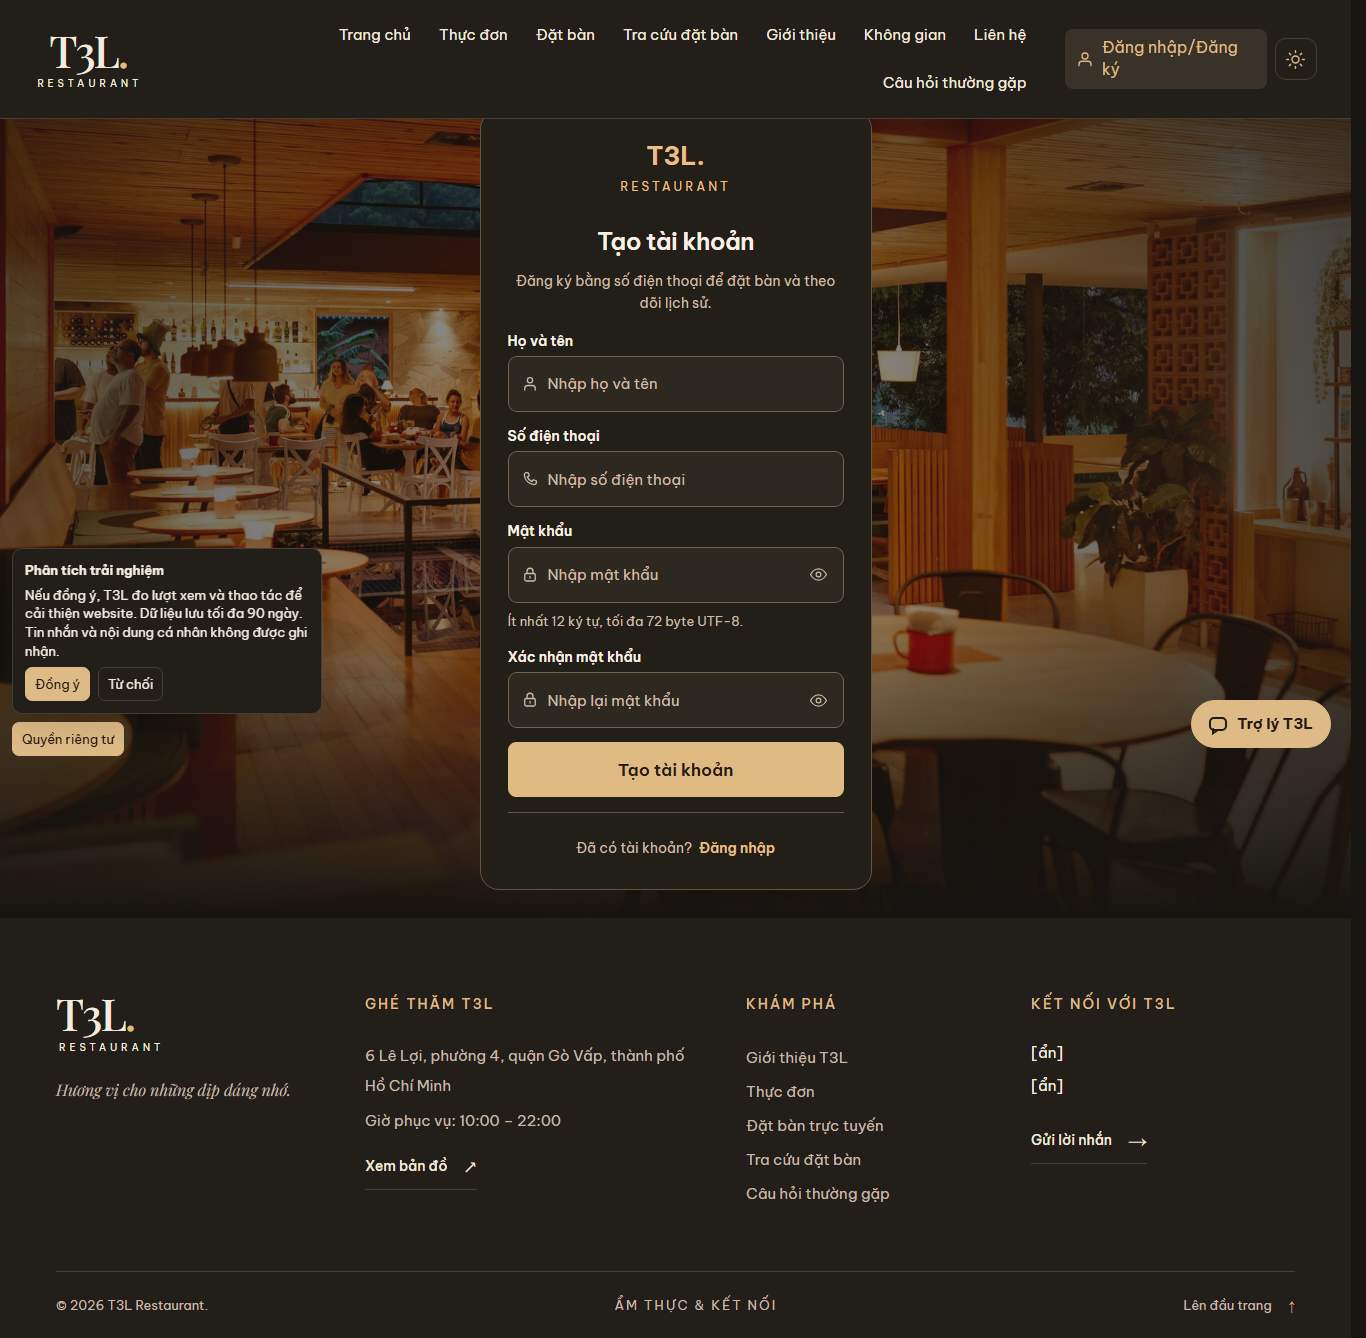 T3L.
RESTAURANT
Trang chủ
Thực đơn
Đặt bàn
Tra cứu đặt bàn
Giới thiệu
Không gian
Liên hệ
Câu hỏi thường gặp
Đăng nhập/Đăng
ký
T3L.
RESTAURANT
Tạo tài khoản
Đăng ký bằng số điện thoại để đặt bàn và theo
dõi lịch sử.
Họ và tên
Nhập họ và tên
Số điện thoại
Nhập số điện thoại
Mật khẩu
Nhập mật khẩu
Ít nhất 12 ký tự, tối đa 72 byte UTF-8.
Xác nhận mật khẩu
Nhập lại mật khẩu
Tạo tài khoản
Đã có tài khoản? Đăng nhập
Phân tích trải nghiệm
Nếu đồng ý, T3L đo lượt xem và thao tác để
cải thiện website. Dữ liệu lưu tối đa 90 ngày.
Tin nhắn và nội dung cá nhân không được ghi
nhận.
Đồng ý
Từ chối
Quyền riêng tư
Trợ lý T3L
T3L.
RESTAURANT
Hương vị cho những dịp đáng nhớ.
GHÉ THĂM T3L
6 Lê Lợi, phường 4, quận Gò Vấp, thành phố
Hồ Chí Minh
Giờ phục vụ: 10:00 – 22:00
Xem bản đồ ↗
KHÁM PHÁ
Giới thiệu T3L
Thực đơn
Đặt bàn trực tuyến
Tra cứu đặt bàn
Câu hỏi thường gặp
KẾT NỐI VỚI T3L
[ẩn]
[ẩn]
Gửi lời nhắn →
© 2026 T3L Restaurant.
ẨM THỰC & KẾT NỐI
Lên đầu trang ↑